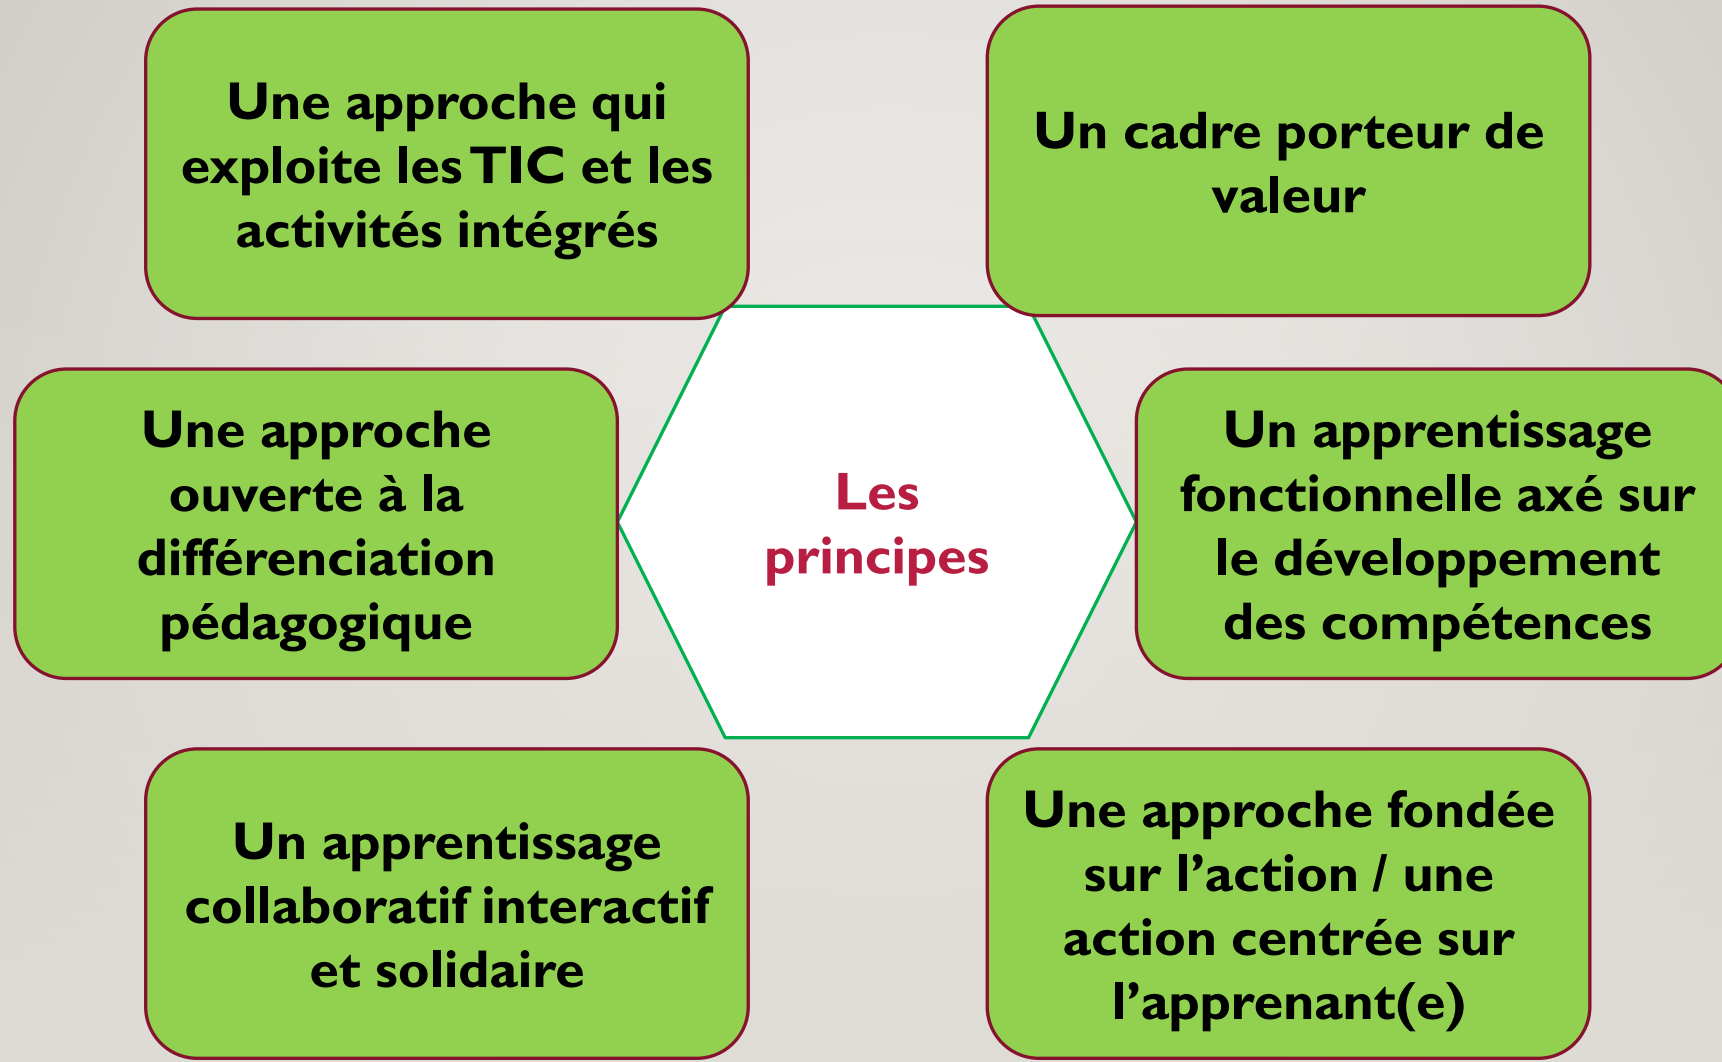 Une approche qui
exploite les TIC et les
activités intégrés
Un cadre porteur de
valeur
Une approche
ouverte à la
différenciation
pédagogique
Les
principes
Un apprentissage
fonctionnelle axé sur
le développement
des compétences
Un apprentissage
collaboratif interactif
et solidaire
Une approche fondée
sur l’action / une
action centrée sur
l’apprenant(e)